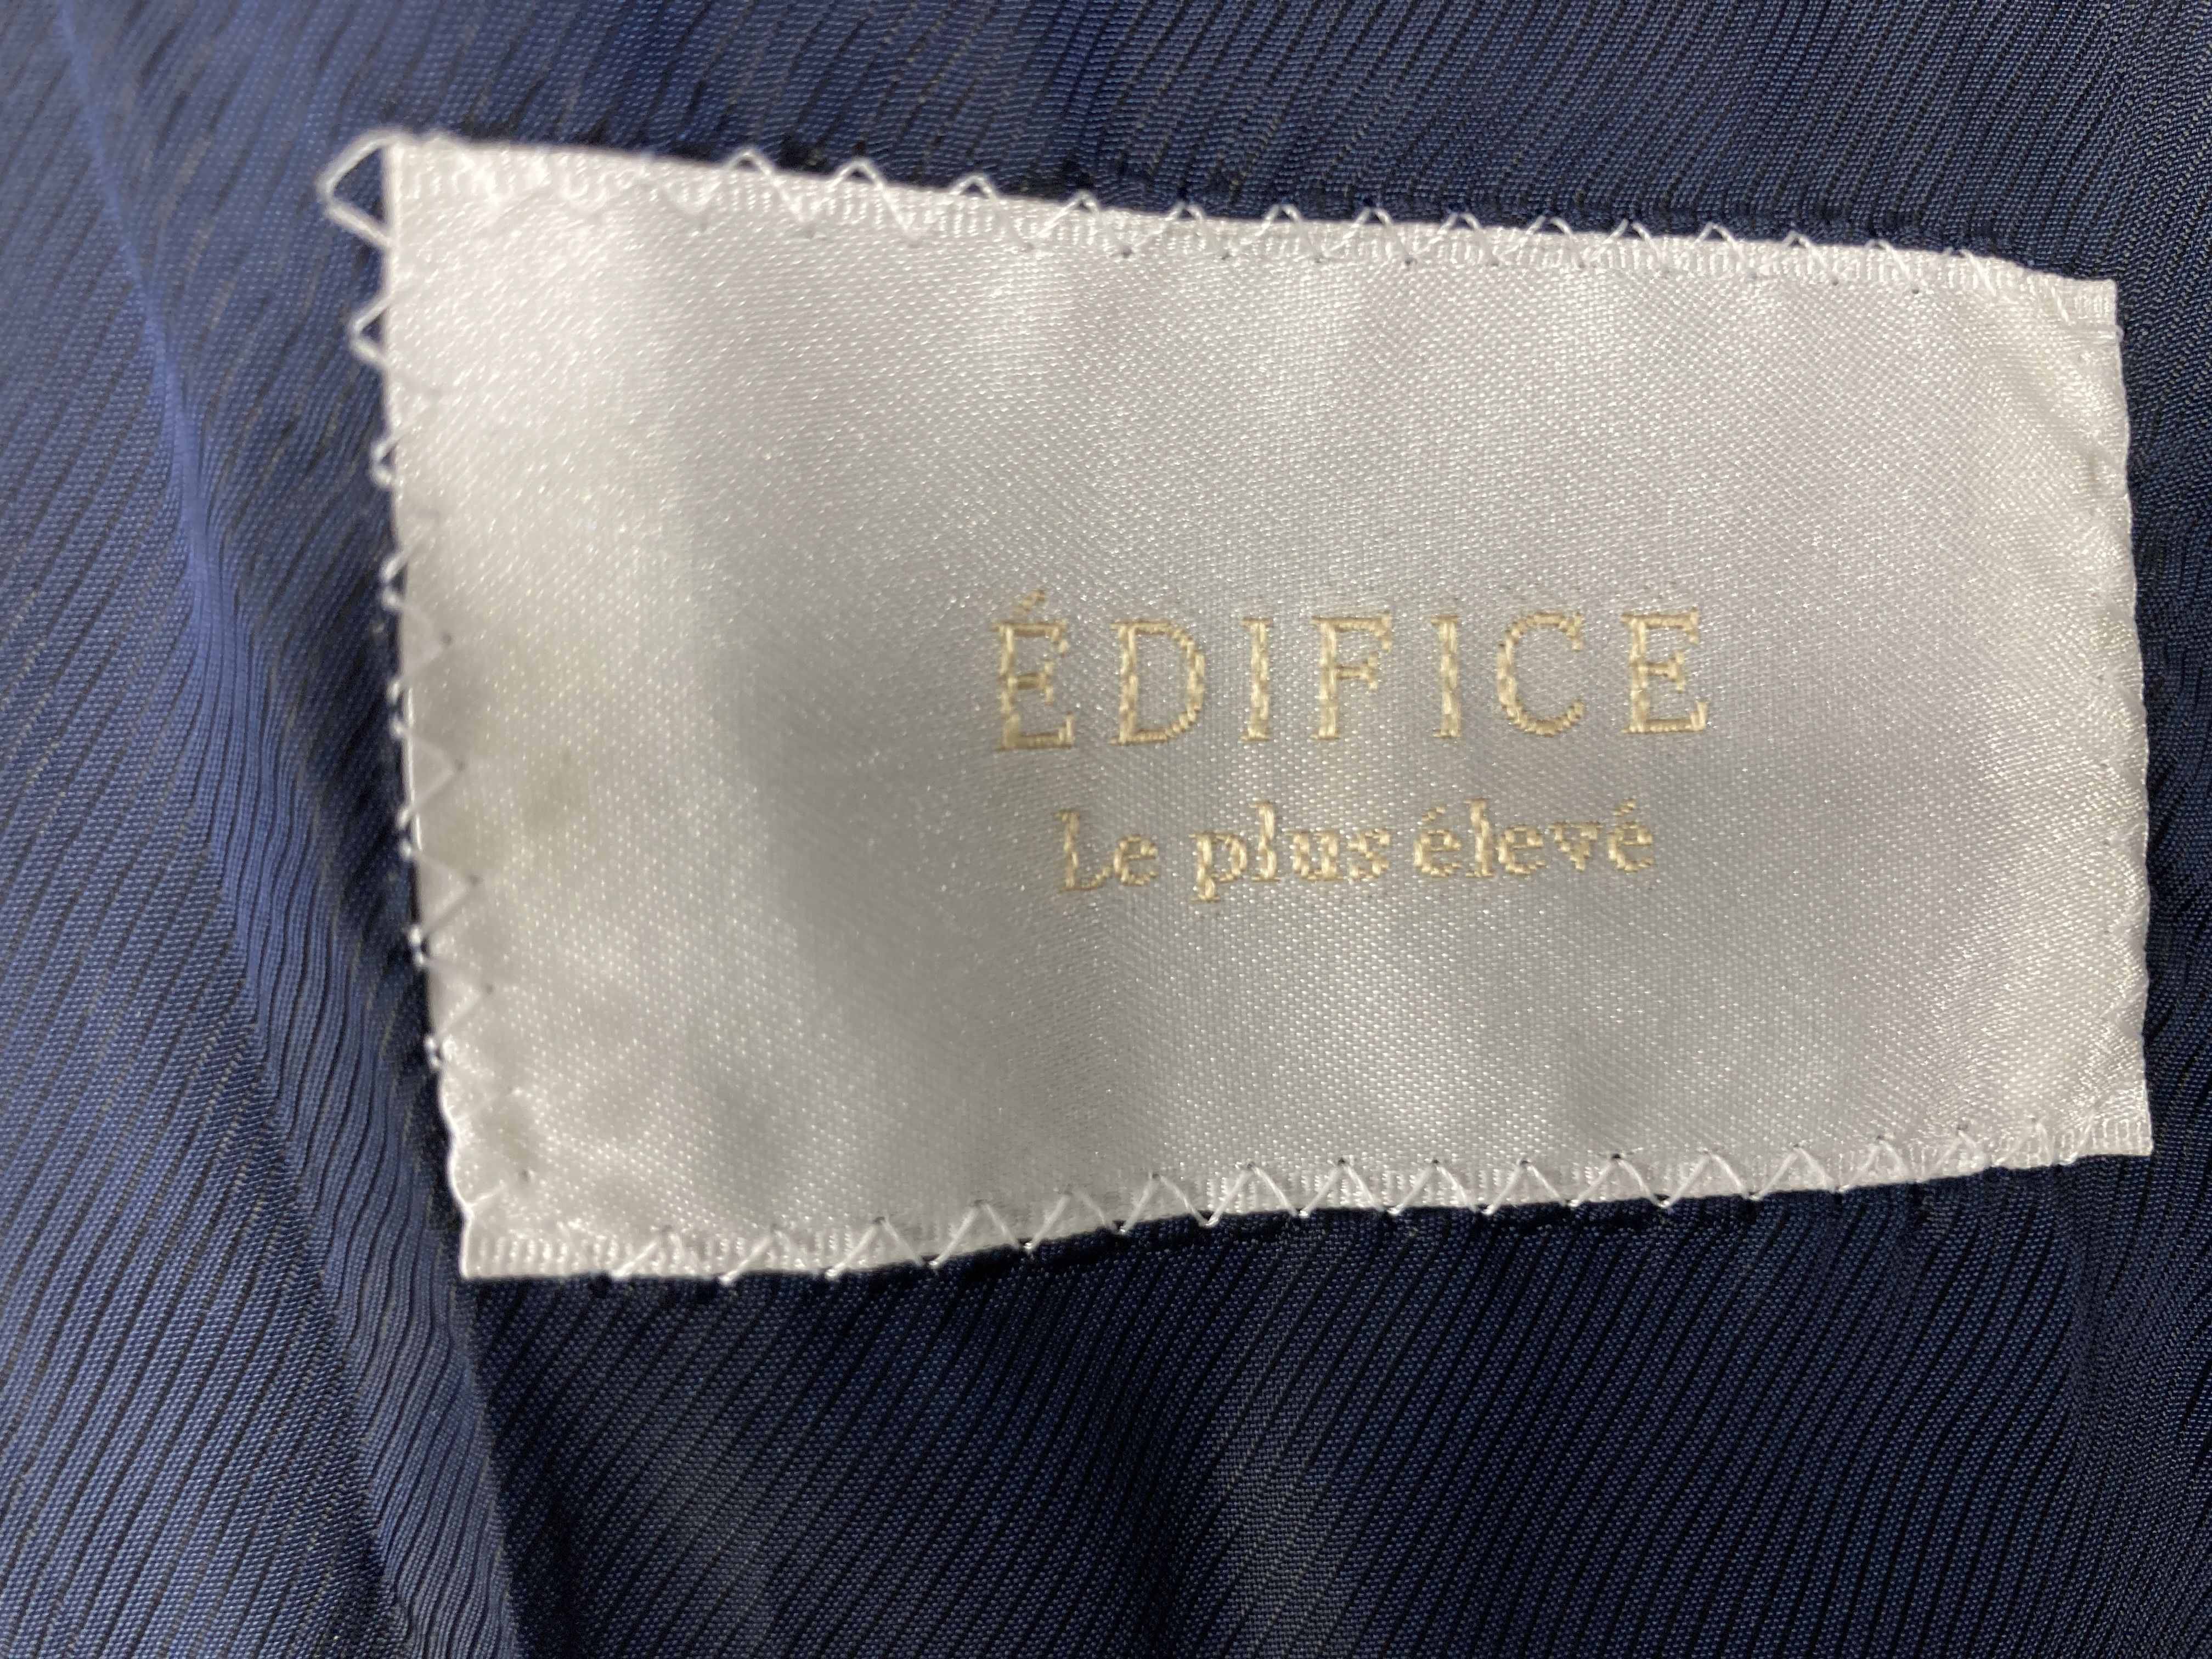 ÉDIFICE
Le plus élevé